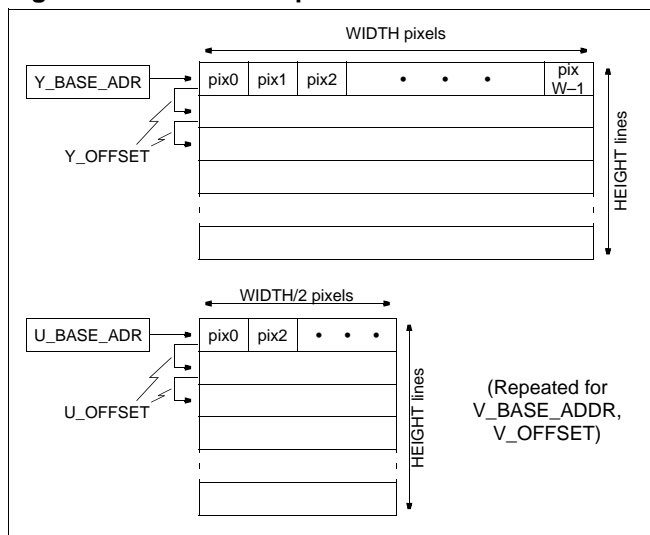 WIDTH pixels
Y_BASE_ADR
pix0 pix1 pix2 • • • pix W–1
Y_OFFSET
HEIGHT lines
WIDTH/2 pixels
U_BASE_ADR
pix0 pix2 • • •
U_OFFSET
HEIGHT lines
(Repeated for
V_BASE_ADDR,
V_OFFSET)